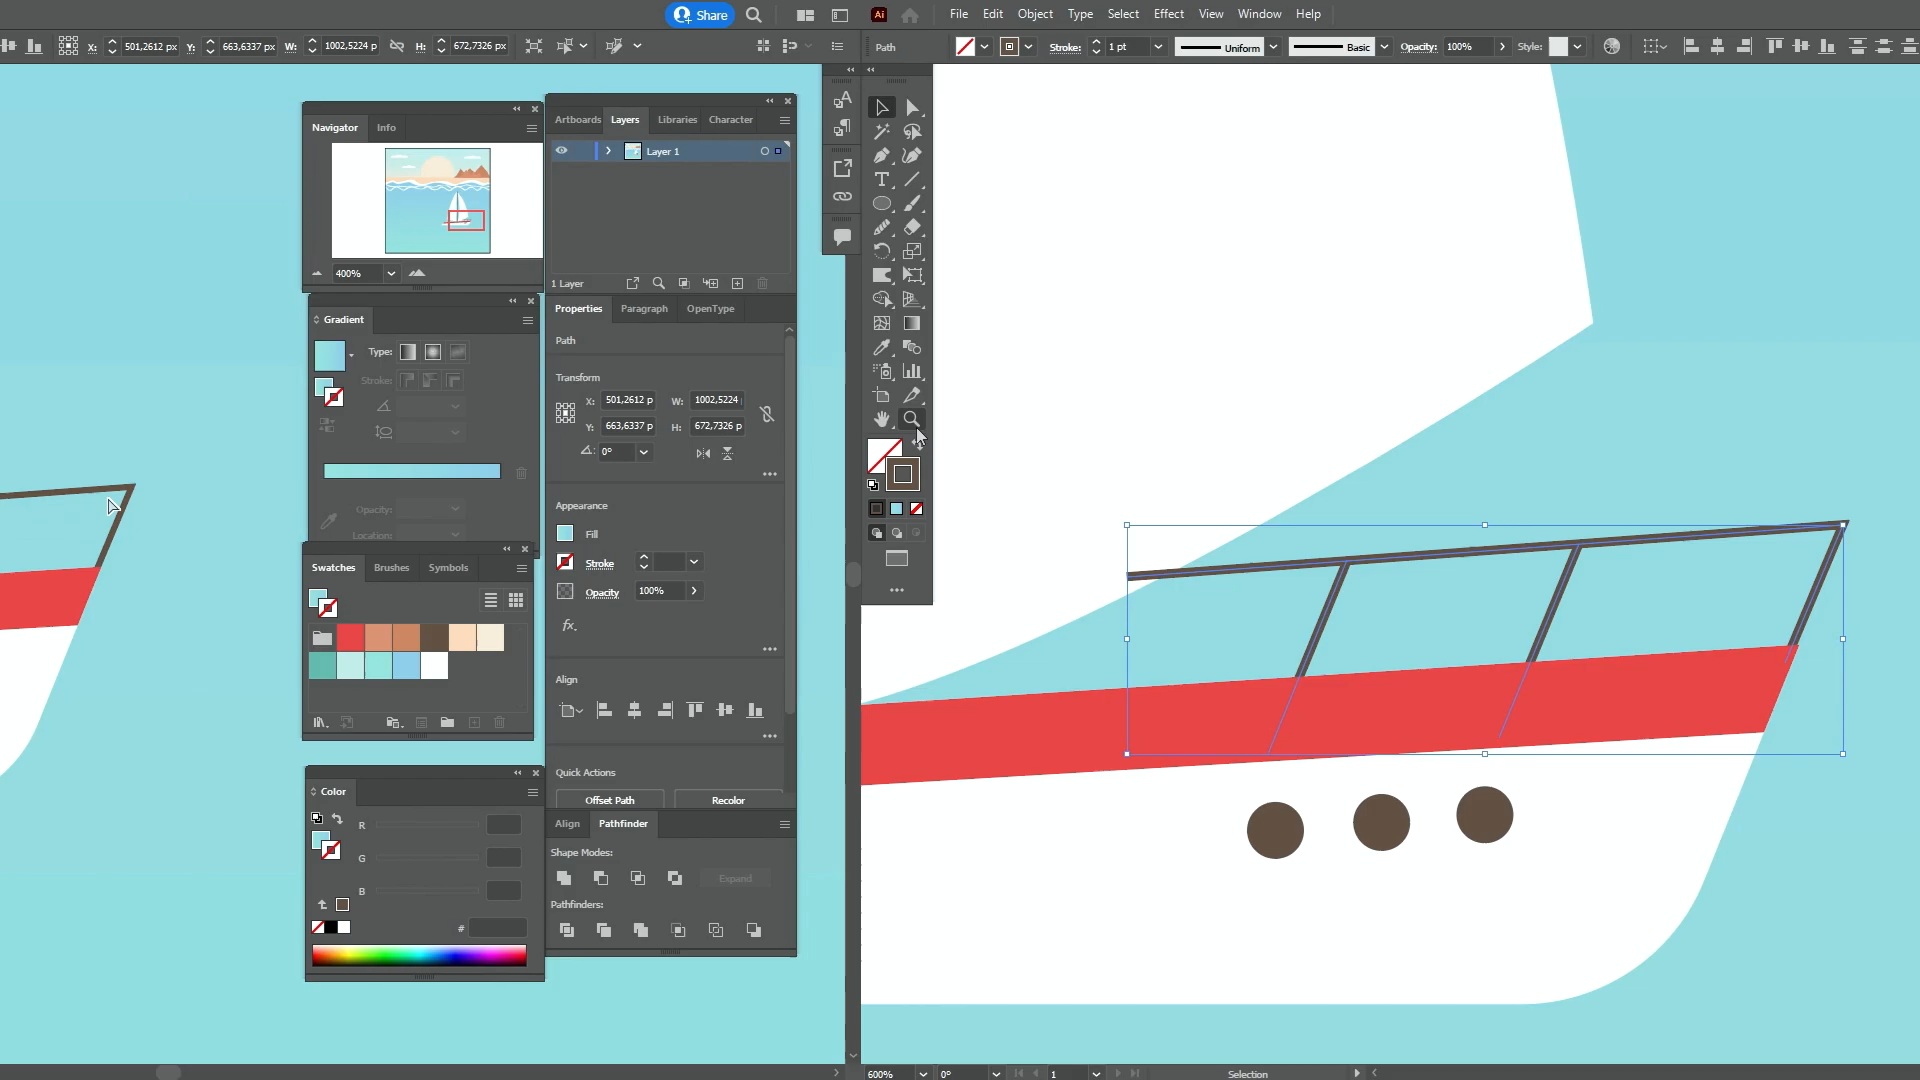 Share
Ai
File Edit Object Type Select Effect View Window Help
X: 501,2612 px Y: 663,6337 px W: 1002,5224 p H: 672,7326 px
Path Stroke: 1 pt Uniform Basic Opacity: 100% Style:
Navigator Info
400%
Artboards Layers Libraries Character
Layer 1
1 Layer
Gradient
Type:
Stroke:
Opacity:
Location:
Properties Paragraph OpenType
Path
Transform
X: 501,2612 p W: 1002,5224
Y: 663,6337 p H: 672,7326 p
0°
Appearance
Fill
Stroke
Opacity 100%
fx.
Align
Quick Actions
Offset Path Recolor
Swatches Brushes Symbols
Color
R
G
B
#
Align Pathfinder
Shape Modes:
Expand
Pathfinders:
A
T
600% 0° 1 Selection